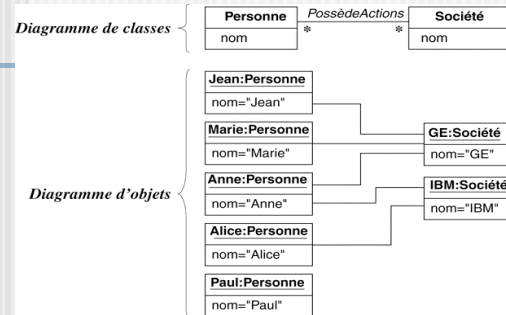 Diagramme de classes
Personne PossèdeActions Société
nom * * nom
Jean:Personne
nom="Jean"
Marie:Personne GE:Société
nom="Marie" nom="GE"
Anne:Personne IBM:Société
Diagramme d'objets nom="Anne" nom="IBM"
Alice:Personne
nom="Alice"
Paul:Personne
nom="Paul"